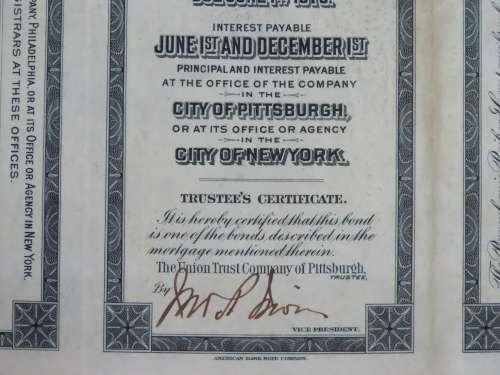 INTEREST PAYABLE
JUNE 1ST AND DECEMBER 1ST
PRINCIPAL AND INTEREST PAYABLE
AT THE OFFICE OF THE COMPANY
IN THE
CITY OF PITTSBURGH,
OR AT ITS OFFICE OR AGENCY
IN THE
CITY OF NEW YORK.
TRUSTEE'S CERTIFICATE.
It is hereby certified that this bond
is one of the bonds described in the
mortgage mentioned therein.
The Union Trust Company of Pittsburgh,
TRUSTEE,
By
VICE PRESIDENT.
AMERICAN BANK NOTE COMPANY.
COMPANY, PHILADELPHIA, OR AT ITS OFFICE OR AGENCY IN NEW YORK.
AT THESE OFFICES.